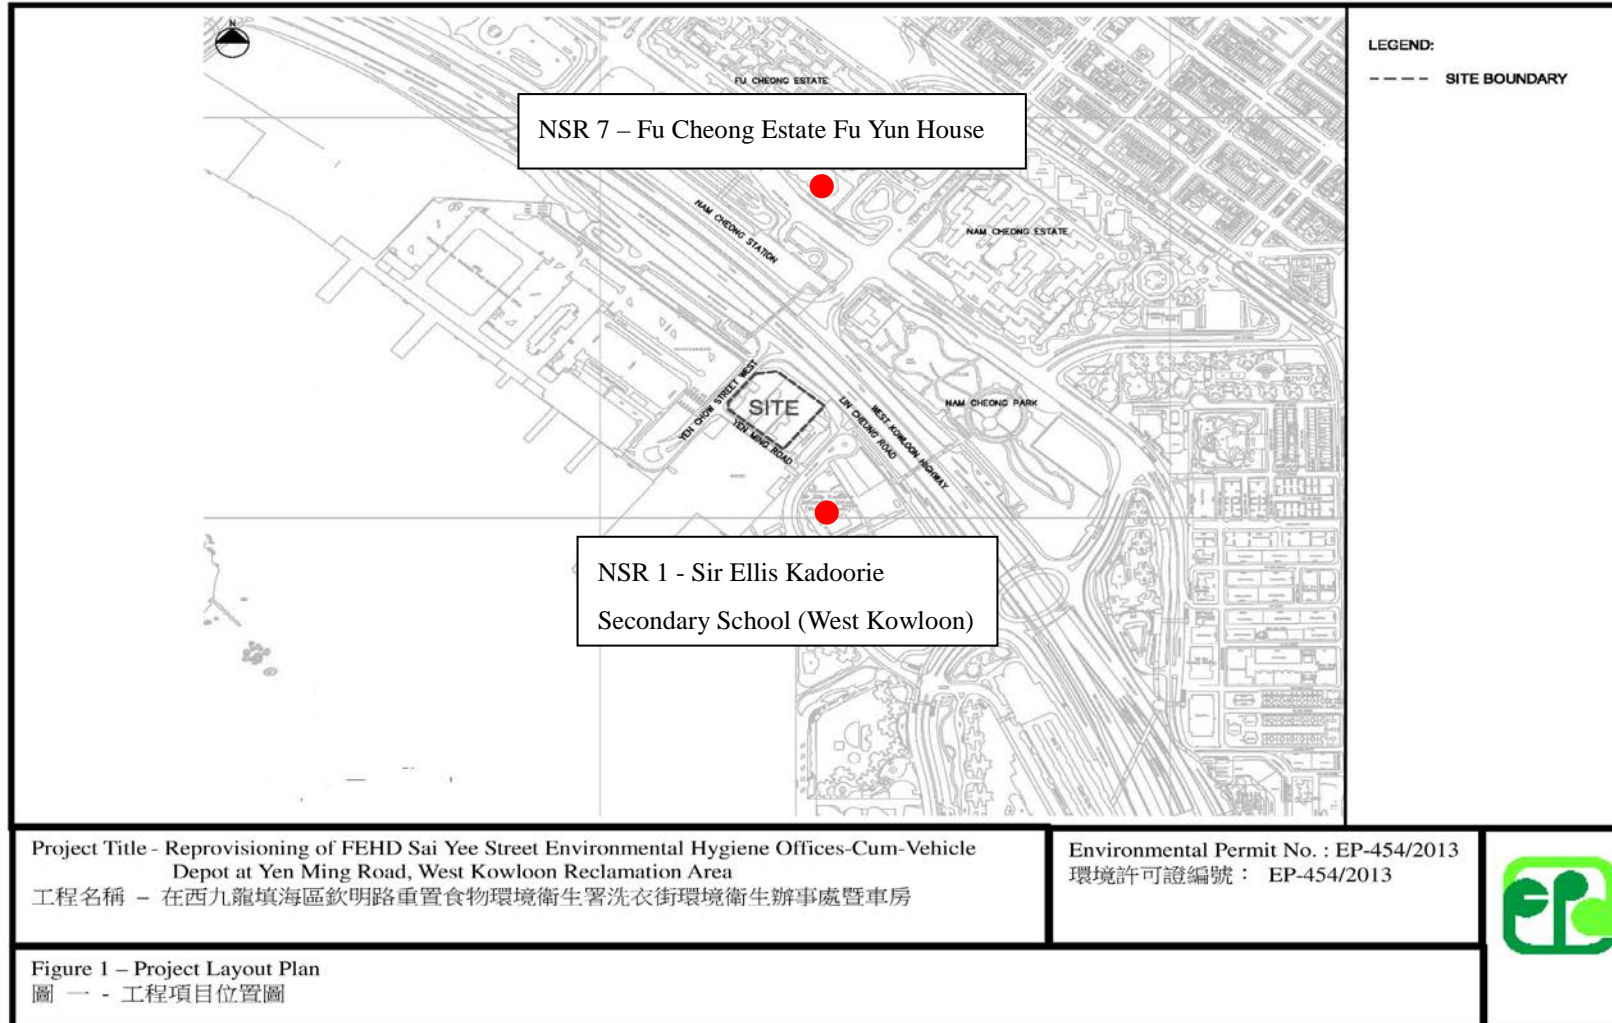 N
LEGEND:
SITE BOUNDARY
FU CHEONG ESTATE
NSR 7 – Fu Cheong Estate Fu Yun House
NAM CHEONG STATION
NAM CHEONG ESTATE
YEN CHOW STREET WEST
SITE
YEN MING ROAD
LIN CHEUNG ROAD
WEST KOWLOON HIGHWAY
NAM CHEONG PARK
NSR 1 - Sir Ellis Kadoorie
Secondary School (West Kowloon)
Project Title - Reprovisioning of FEHD Sai Yee Street Environmental Hygiene Offices-Cum-Vehicle
Depot at Yen Ming Road, West Kowloon Reclamation Area
工程名稱 – 在西九龍填海區欽明路重置食物環境衛生署洗衣街環境衛生辦事處暨車房
Environmental Permit No. : EP-454/2013
環境許可證編號： EP-454/2013
Figure 1 – Project Layout Plan
圖 一 - 工程項目位置圖